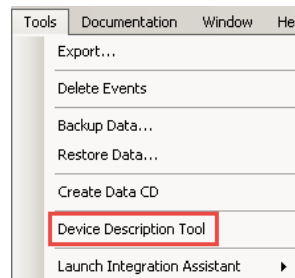 Tools Documentation Window He
Export...
Delete Events
Backup Data...
Restore Data...
Create Data CD
Device Description Tool
Launch Integration Assistant